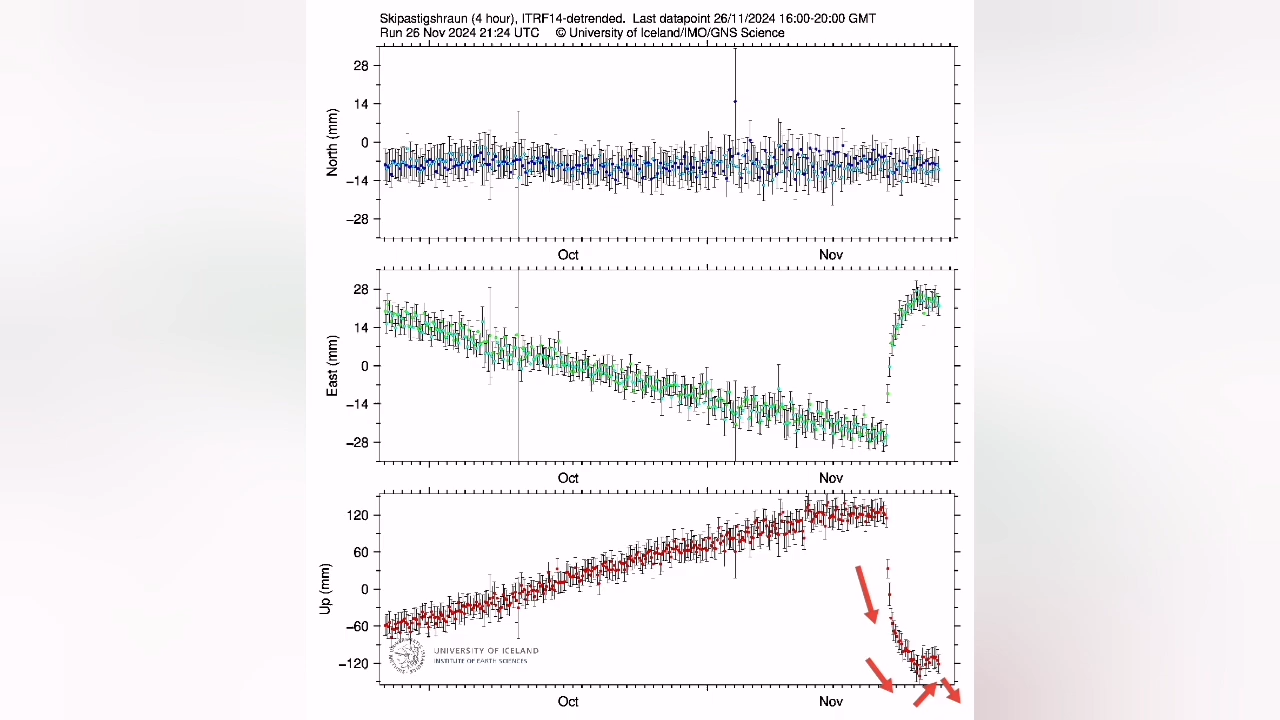 Skipastigshraun (4 hour), ITRF14-detrended. Last datapoint 26/11/2024 16:00-20:00 GMT
Run 26 Nov 2024 21:24 UTC © University of Iceland/IMO/GNS Science
28
14
0
−14
−28
North (mm)
Oct Nov
28
14
0
−14
−28
East (mm)
Oct Nov
120
60
0
−60
−120
Up (mm)
UNIVERSITY OF ICELAND
INSTITUTE OF EARTH SCIENCES
Oct Nov